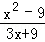 x² − 9
3x+9